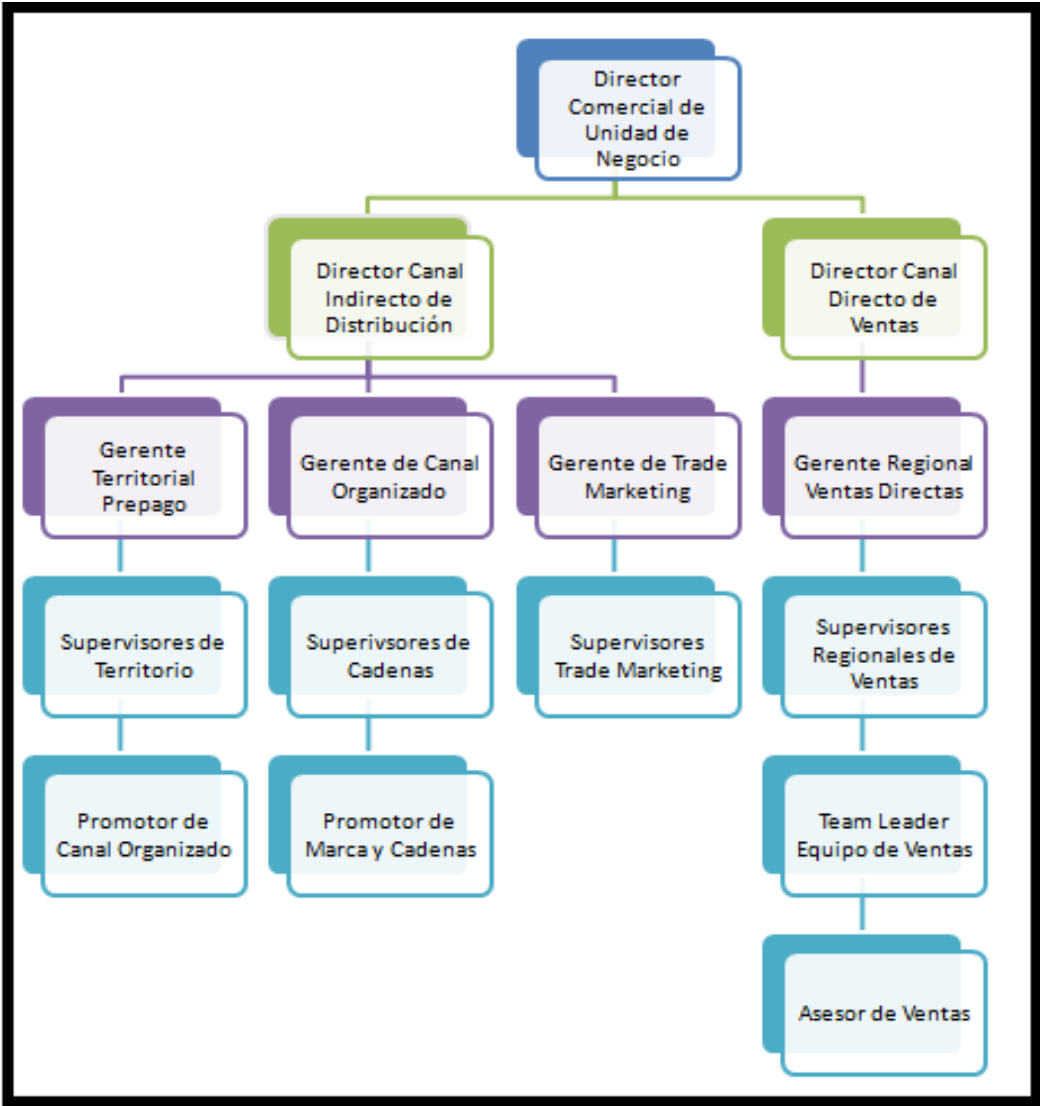 Director
Comercial de
Unidad de
Negocio
Director Canal
Indirecto de
Distribución
Director Canal
Directo de
Ventas
Gerente
Territorial
Prepago
Gerente de Canal
Organizado
Gerente de Trade
Marketing
Gerente Regional
Ventas Directas
Supervisores de
Territorio
Superivsores de
Cadenas
Supervisores
Trade Marketing
Supervisores
Regionales de
Ventas
Promotor de
Canal Organizado
Promotor de
Marca y Cadenas
Team Leader
Equipo de Ventas
Asesor de Ventas